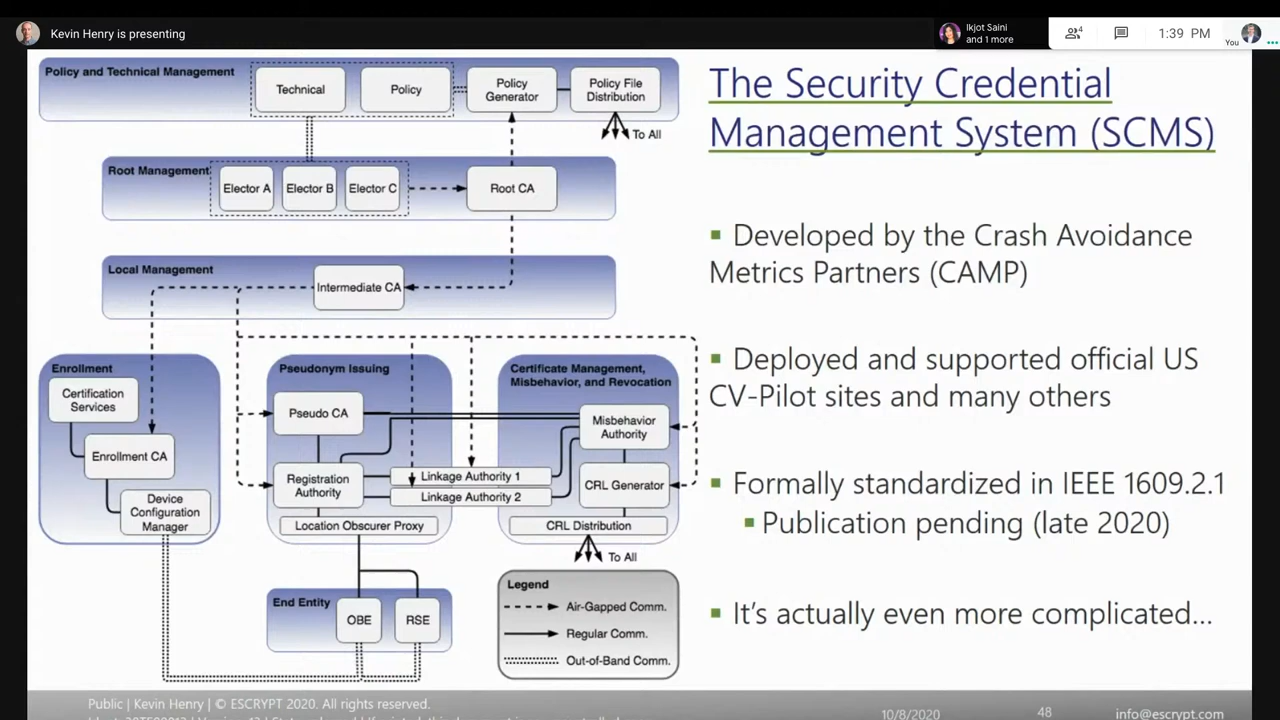 Kevin Henry is presenting
Ikjot Saini
and 1 more
4
1:39 PM
You
Policy and Technical Management
Technical
Policy
Policy
Generator
Policy File
Distribution
To All
Root Management
Elector A
Elector B
Elector C
Root CA
Local Management
Intermediate CA
Enrollment
Certification
Services
Enrollment CA
Device
Configuration
Manager
Pseudonym Issuing
Pseudo CA
Registration
Authority
Location Obscurer Proxy
Linkage Authority 1
Linkage Authority 2
Certificate Management,
Misbehavior, and Revocation
Misbehavior
Authority
CRL Generator
CRL Distribution
To All
End Entity
OBE
RSE
Legend
Air-Gapped Comm.
Regular Comm.
Out-of-Band Comm.
The Security Credential
Management System (SCMS)
Developed by the Crash Avoidance
Metrics Partners (CAMP)
Deployed and supported official US
CV-Pilot sites and many others
Formally standardized in IEEE 1609.2.1
Publication pending (late 2020)
It's actually even more complicated...
Public | Kevin Henry | © ESCRYPT 2020. All rights reserved.
10/8/2020
48
info@escrypt.com